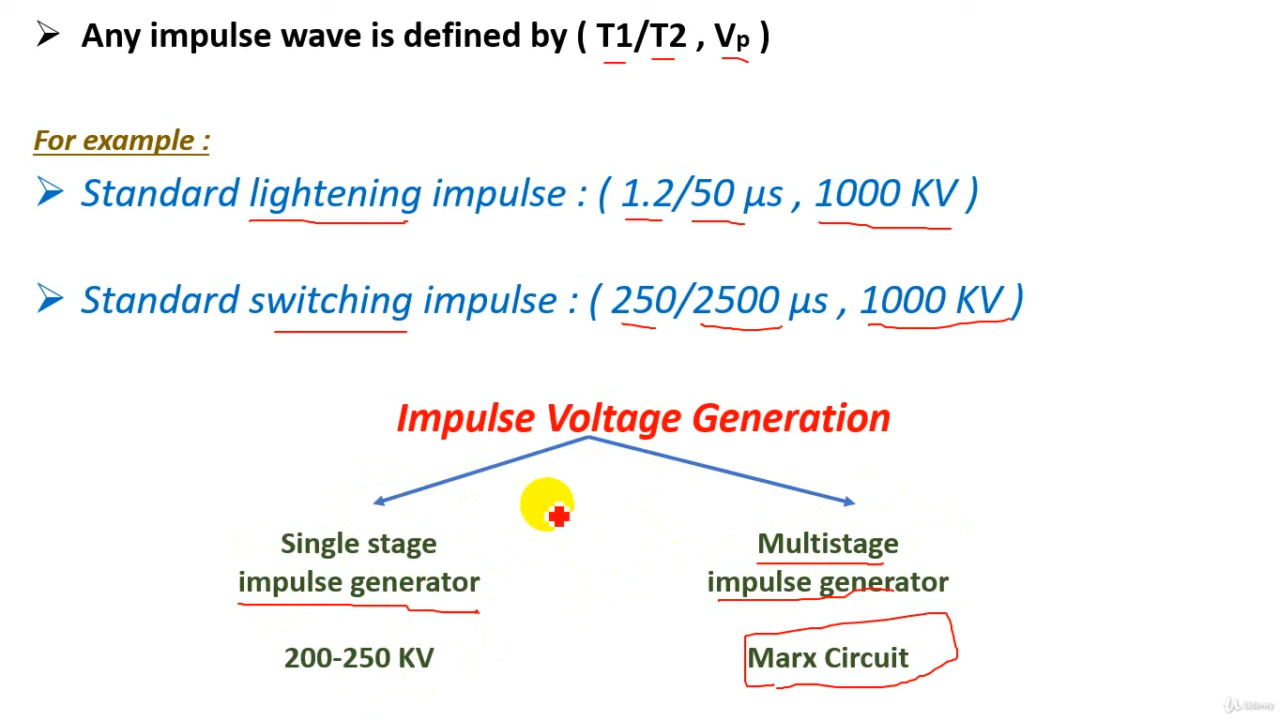 Any impulse wave is defined by ( T1/T2 , Vp )
For example :
Standard lightening impulse : ( 1.2/50 µs , 1000 KV )
Standard switching impulse : ( 250/2500 µs , 1000 KV )
Impulse Voltage Generation
Single stage
impulse generator
200-250 KV
Multistage
impulse generator
Marx Circuit
Udemy